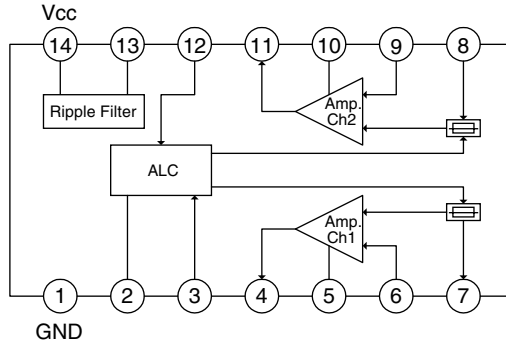 Vcc
14 13 12 11 10 9 8
Ripple Filter
Amp.
Ch2
ALC
Amp.
Ch1
1 2 3 4 5 6 7
GND